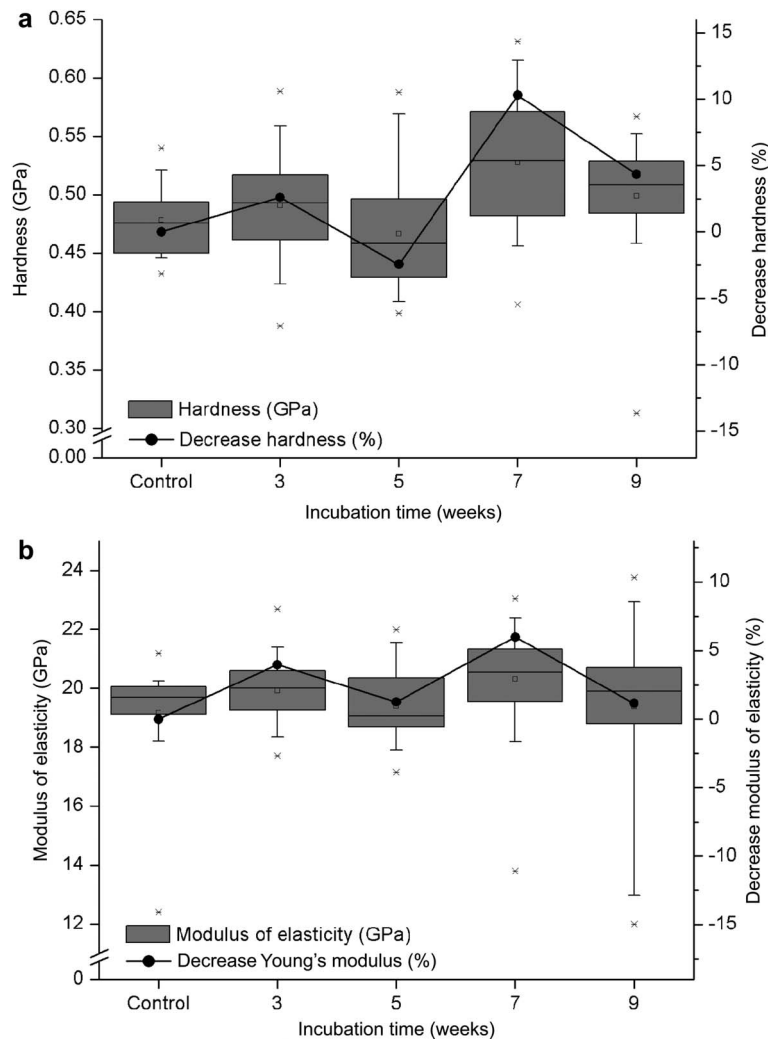 a
0.65
0.60
0.55
0.50
0.45
0.40
0.35
0.30
0.00
Hardness (GPa)
15
10
5
0
-5
-10
-15
Decrease hardness (%)
Hardness (GPa)
Decrease hardness (%)
Control 3 5 7 9
Incubation time (weeks)
b
24
22
20
18
16
14
12
0
Modulus of elasticity (GPa)
10
5
0
-5
-10
-15
Decrease modulus of elasticity (%)
Modulus of elasticity (GPa)
Decrease Young's modulus (%)
Control 3 5 7 9
Incubation time (weeks)